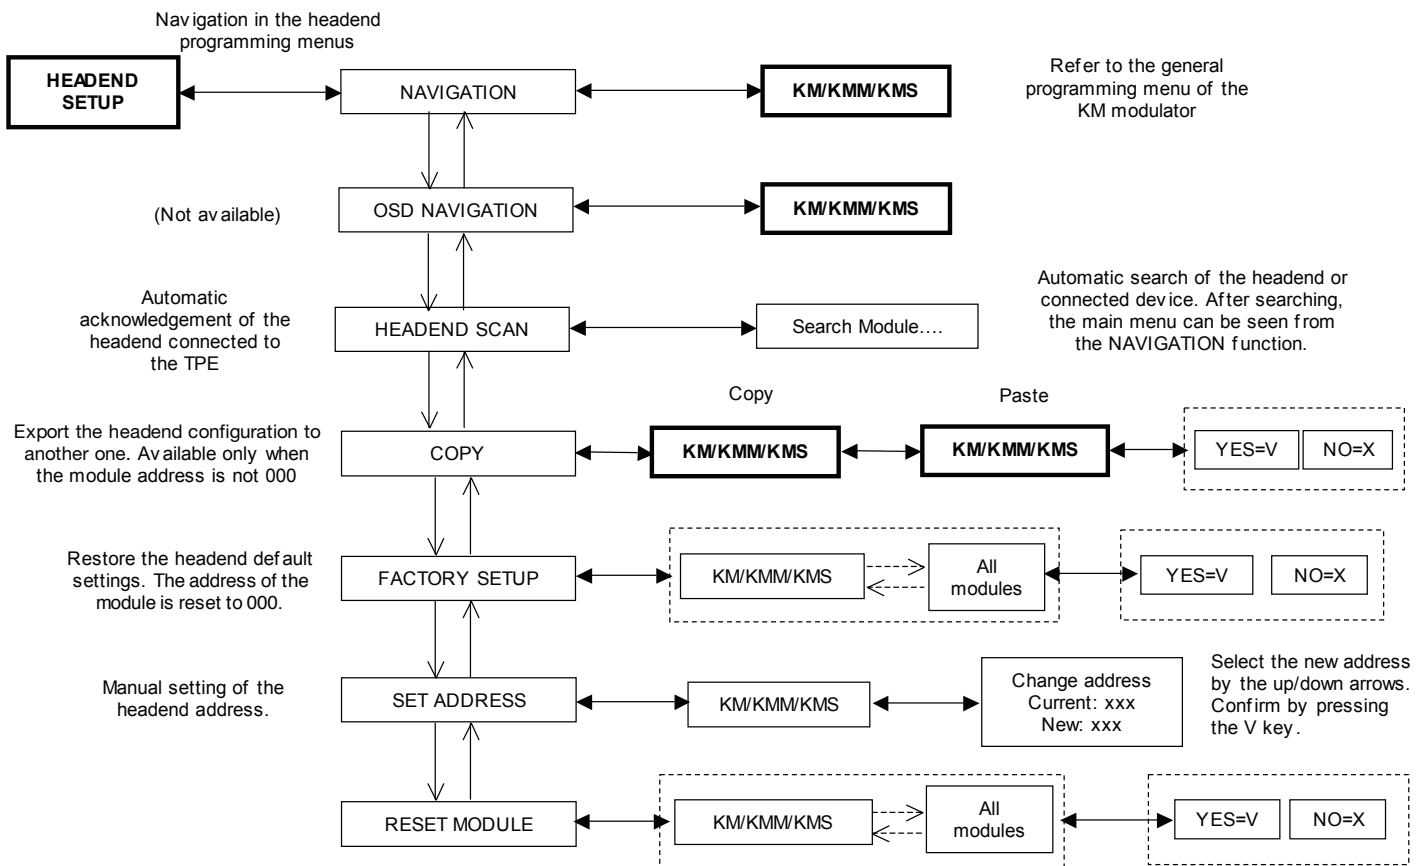 Navigation in the headend
programming menus
HEADEND
SETUP
NAVIGATION
KM/KMM/KMS
Refer to the general
programming menu of the
KM modulator
(Not available)
OSD NAVIGATION
KM/KMM/KMS
Automatic
acknowledgement of the
headend connected to
the TPE
HEADEND SCAN
Search Module....
Automatic search of the headend or
connected device. After searching,
the main menu can be seen from
the NAVIGATION function.
Copy
Paste
Export the headend configuration to
another one. Available only when
the module address is not 000
COPY
KM/KMM/KMS
KM/KMM/KMS
YES=V
NO=X
Restore the headend default
settings. The address of the
module is reset to 000.
FACTORY SETUP
KM/KMM/KMS
All
modules
YES=V
NO=X
Manual setting of the
headend address.
SET ADDRESS
KM/KMM/KMS
Change address
Current: xxx
New: xxx
Select the new address
by the up/down arrows.
Confirm by pressing
the V key.
RESET MODULE
KM/KMM/KMS
All
modules
YES=V
NO=X